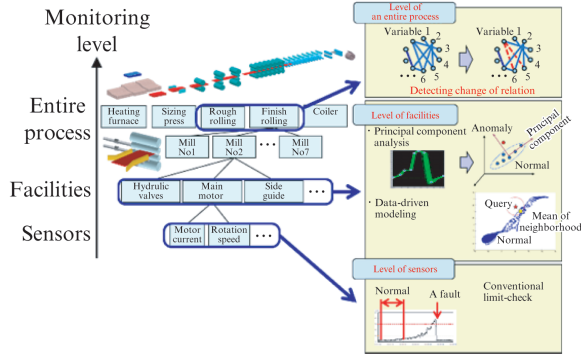 Monitoring
level
Entire
process
Facilities
Sensors
Heating
furnace
Sizing
press
Rough
rolling
Finish
rolling
Coiler
Mill
No1
Mill
No2
...
Mill
No7
Hydrulic
valves
Main
motor
Side
guide
...
Motor
current
Rotation
speed
...
Level of
an entire process
Variable 1
2
3
4
5
6
...
Variable 1
2
3
4
5
6
...
Detecting change of relation
Level of facilities
· Principal component
analysis
Anomaly
Prncipal
component
Normal
· Data-driven
modeling
Query
Mean of
neighborhood
Normal
Level of sensors
Normal
A fault
Conventional
limit-check